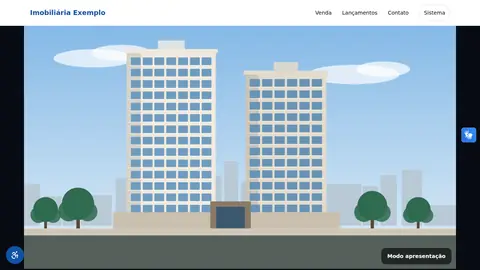 Imobiliária Exemplo
Venda
Lançamentos
Contato
Sistema
Modo apresentação